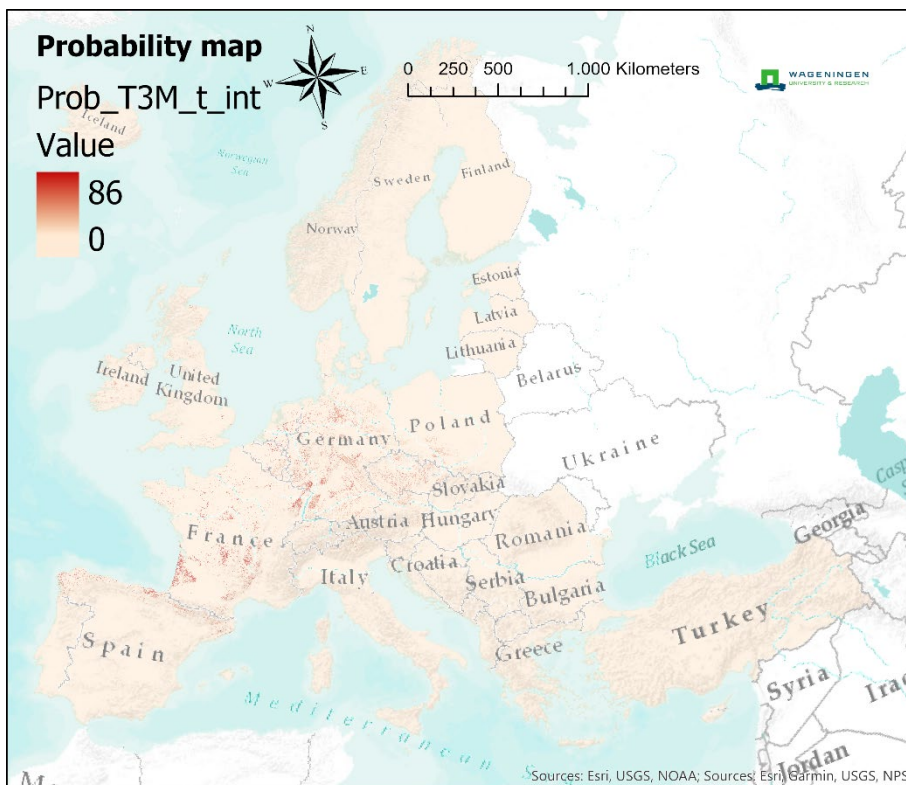 Probability map
Prob_T3M_t_int
Value
86
0
N
W
E
S
0 250 500 1.000 Kilometers
WAGENINGEN
UNIVERSITY & RESEARCH
Iceland
Norwegian
Sea
Sweden
Finland
Norway
Estonia
Latvia
Lithuania
North
Sea
Ireland
United
Kingdom
Belarus
Poland
Germany
Ukraine
Slovakia
Austria
Hungary
France
Romania
Georgia
Croatia
Black Sea
Italy
Serbia
Bulgaria
Turkey
Spain
Greece
Syria
Mediterranean S
Jordan
Sources: Esri, USGS, NOAA; Sources: Esri, Garmin, USGS, NPS